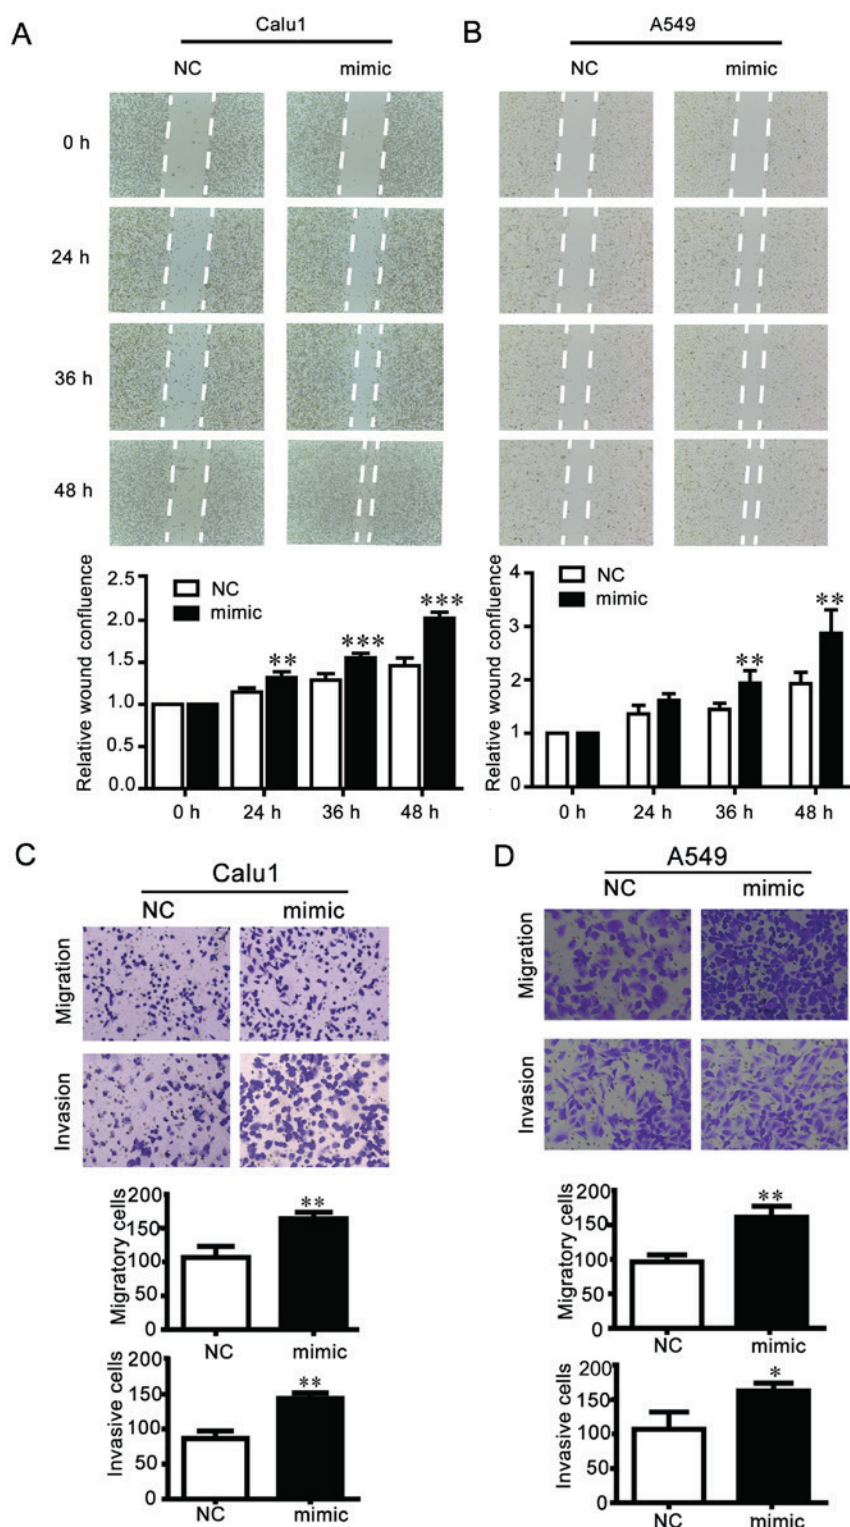 A
Calu1
NC mimic
0 h
24 h
36 h
48 h
Relative wound confluence
2.5
2.0
1.5
1.0
0.5
0.0
NC
mimic
** *** ***
0 h 24 h 36 h 48 h
B
A549
NC mimic
Relative wound confluence
4
3
2
1
0
NC
mimic
** **
0 h 24 h 36 h 48 h
C
Calu1
NC mimic
Migration
Invasion
Migratory cells
200
150
100
50
0
**
NC mimic
Invasive cells
200
150
100
50
0
**
NC mimic
D
A549
NC mimic
Migration
Invasion
Migratory cells
200
150
100
50
0
**
NC mimic
Invasive cells
200
150
100
50
0
*
NC mimic